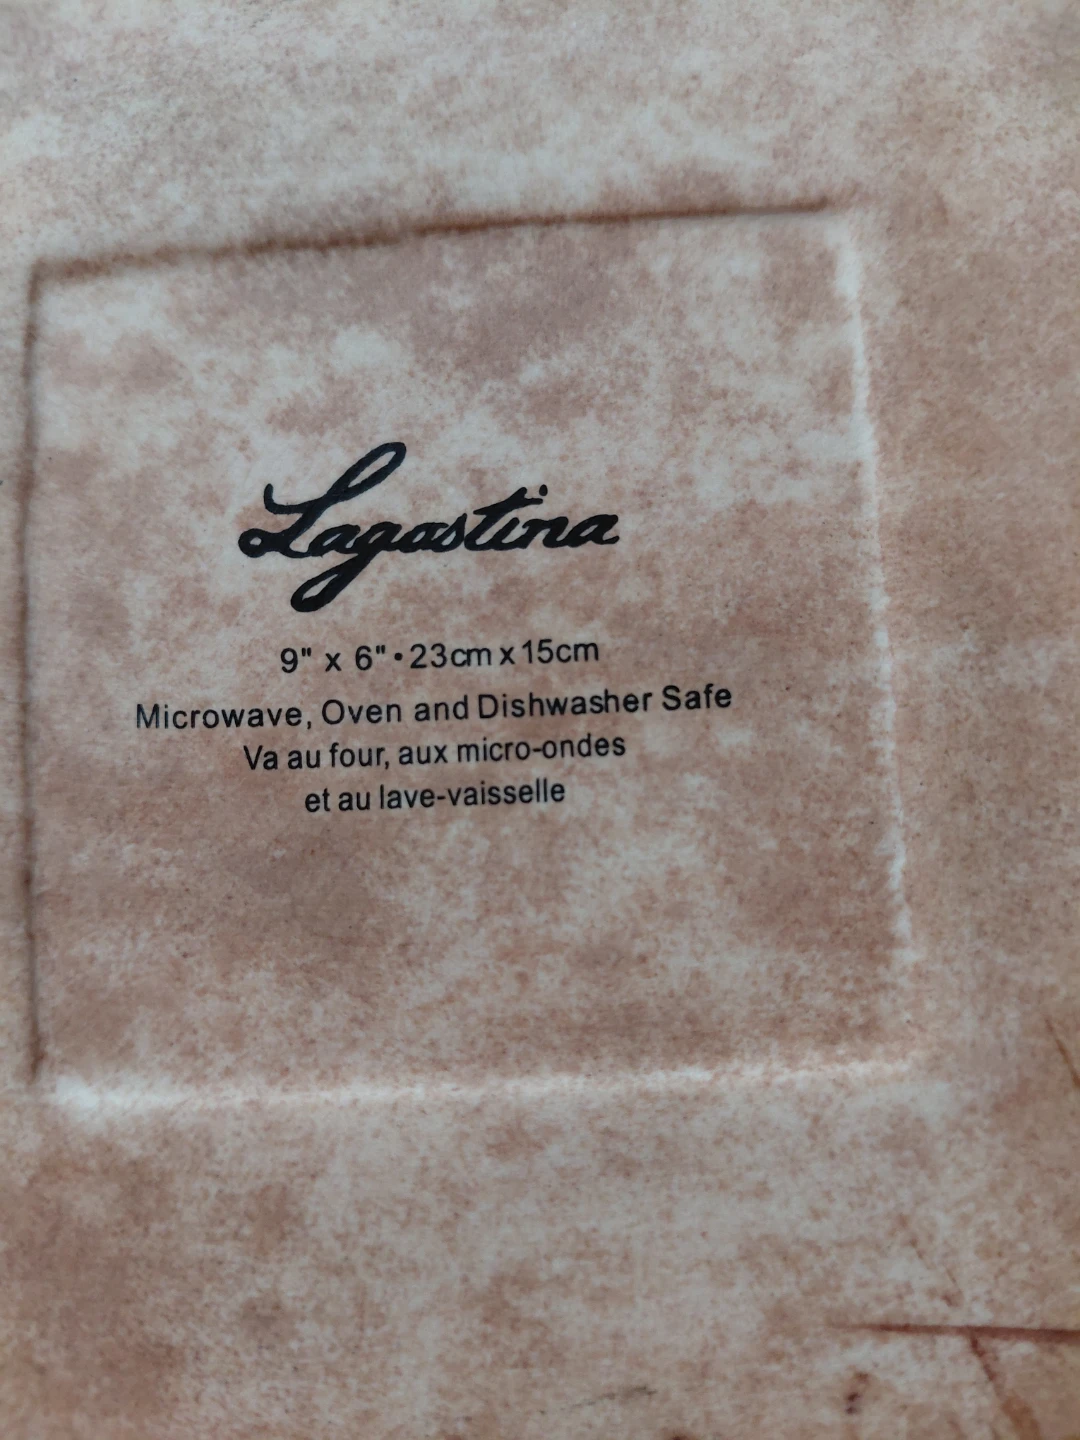 Lagostina
9" x 6" • 23cm x 15cm
Microwave, Oven and Dishwasher Safe
Va au four, aux micro-ondes
et au lave-vaisselle